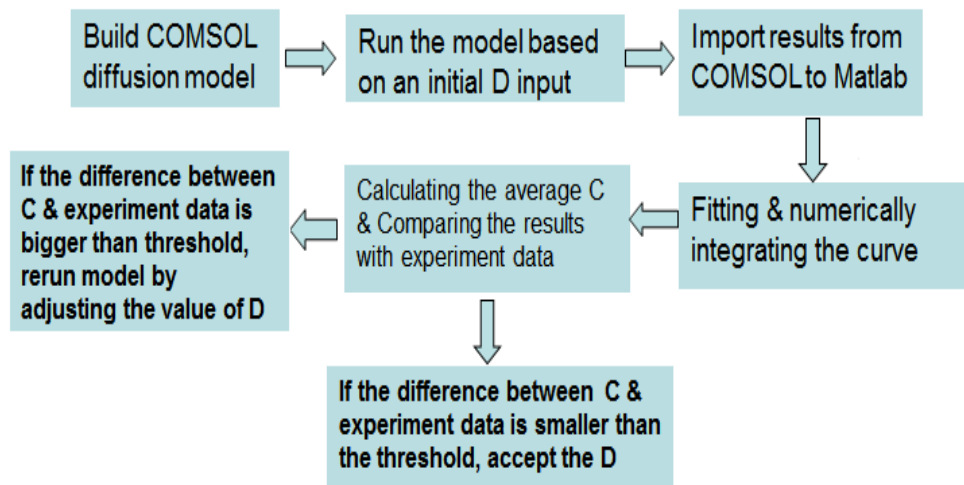 Build COMSOL
diffusion model
Run the model based
on an initial D input
Import results from
COMSOL to Matlab
Fitting & numerically
integrating the curve
Calculating the average C
& Comparing the results
with experiment data
If the difference between
C & experiment data is
bigger than threshold,
rerun model by
adjusting the value of D
If the difference between C &
experiment data is smaller than
the threshold, accept the D